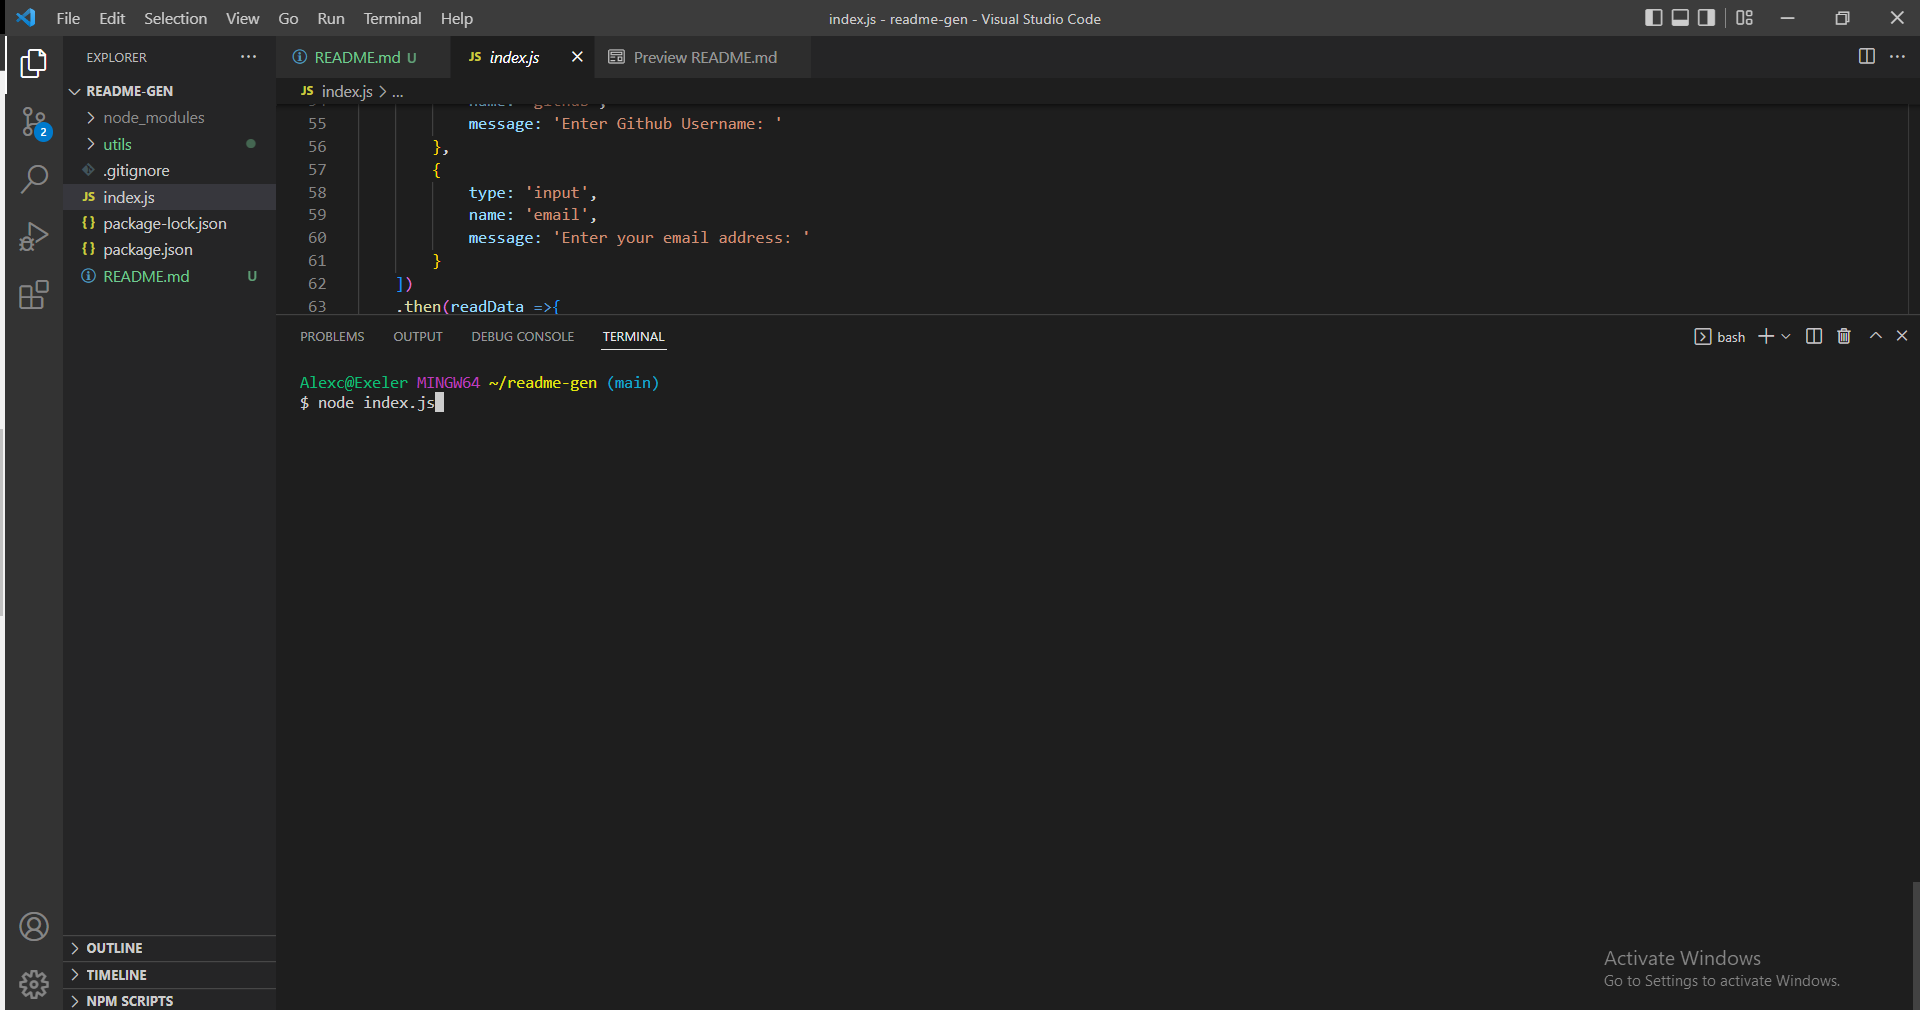 File Edit Selection View Go Run Terminal Help
index.js - readme-gen - Visual Studio Code
EXPLORER
README.md U
JS index.js
Preview README.md
README-GEN
JS index.js > ...
node_modules
utils
.gitignore
JS index.js
{} package-lock.json
{} package.json
README.md U
2
55 message: 'Enter Github Username: '
56 },
57 {
58 type: 'input',
59 name: 'email',
60 message: 'Enter your email address: '
61 }
62 ])
63 .then(readData =>{
PROBLEMS OUTPUT DEBUG CONSOLE TERMINAL
bash
Alexc@Exeler MINGW64 ~/readme-gen (main)
$ node index.js
OUTLINE
TIMELINE
NPM SCRIPTS
Activate Windows
Go to Settings to activate Windows.